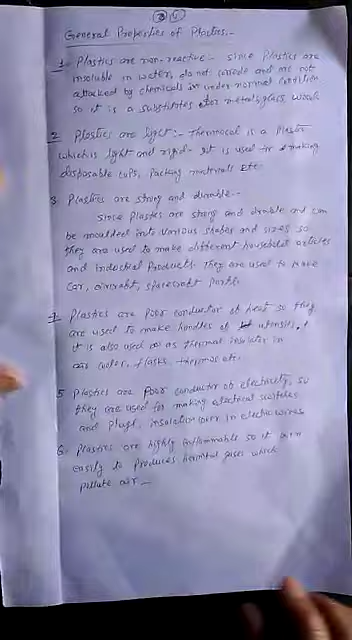 General Properties of Plastics:-
1 Plastics are non-reactive:- since Plastics are
insoluble in water, do not corrode and are not
attacked by chemicals under normal condition
so it is a substitutes for metals, glass, wood.
2 Plastics are light:- Thermocol is a Plastic
which is light and rigid. It is used in making
disposable cups, Packing materials etc.
3 Plastics are strong and durable:-
since Plastics are strong and durable and can
be moulded into various shapes and sizes so
they are used to make different household articles
and industrial Products. They are used to make
car, aircraft, spacecraft Parts.
4 Plastics are Poor conductor of heat so they
are used to make handles of utensils,
it is also used as thermal insulator in
flasks thermos etc.
5 Plastics are Poor conductor of electricity, so
they are used for making electrical switches
and Plugs, insulation over in electric wires
6. Plastics are highly inflammable so it burn
easily to Produces harmful gases which
Pollute air